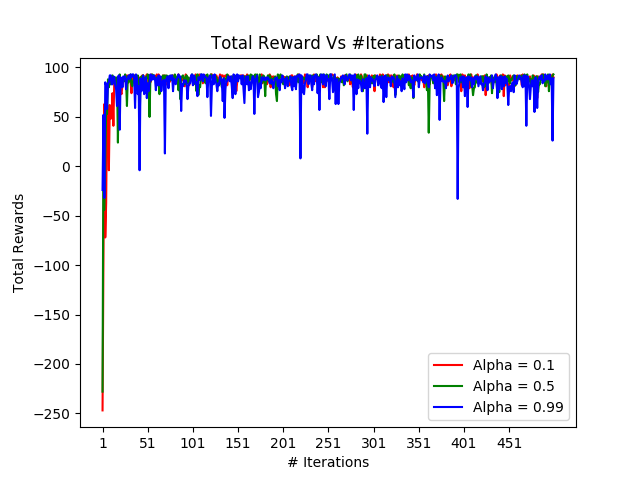 Total Reward Vs #Iterations
Total Rewards
100
50
0
−50
−100
−150
−200
−250
1 51 101 151 201 251 301 351 401 451
# Iterations
Alpha = 0.1
Alpha = 0.5
Alpha = 0.99